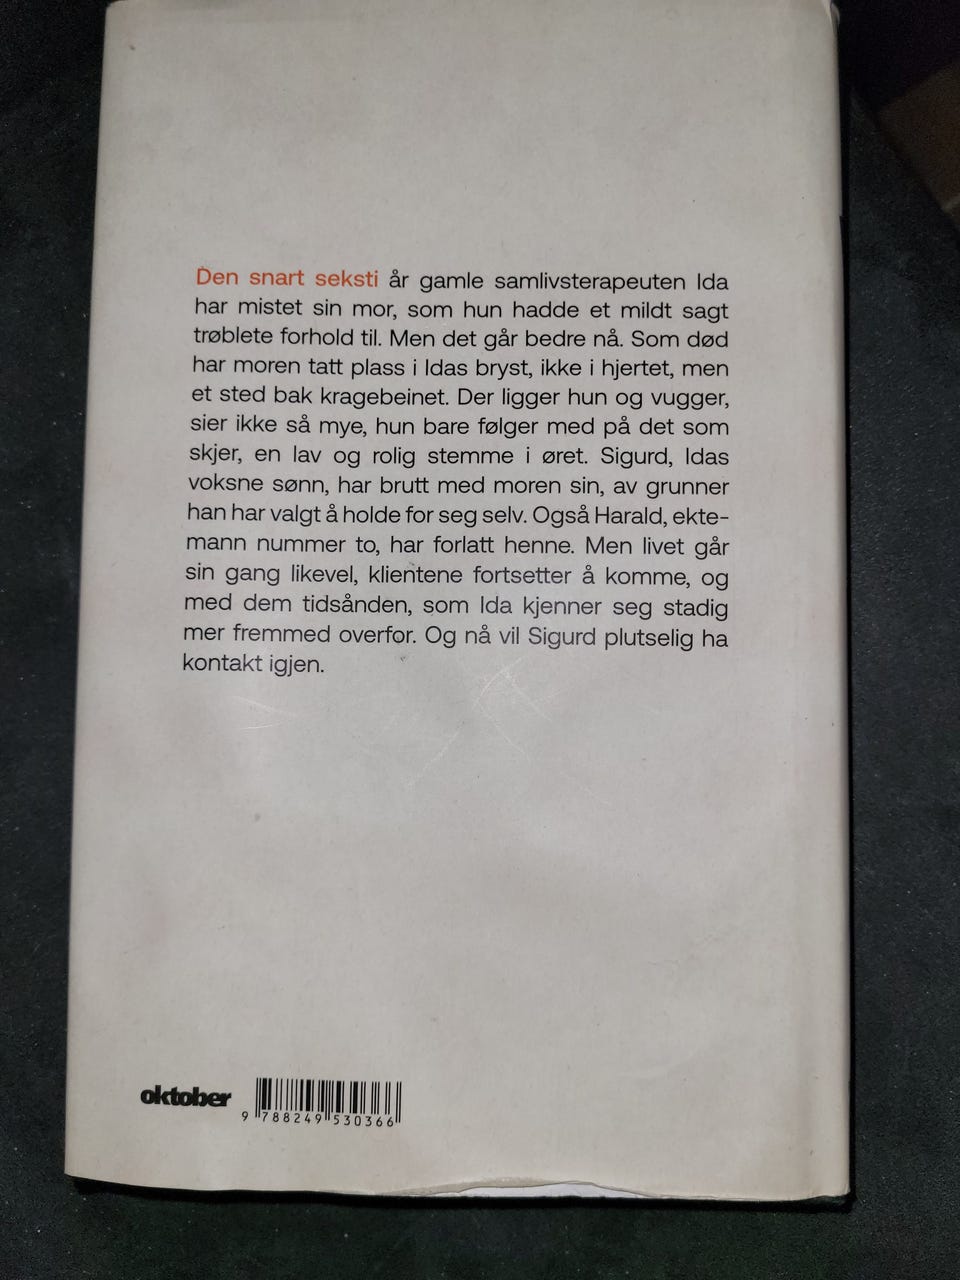 Den snart seksti år gamle samlivsterapeuten Ida
har mistet sin mor, som hun hadde et mildt sagt
trøblete forhold til. Men det går bedre nå. Som død
har moren tatt plass i Idas bryst, ikke i hjertet, men
et sted bak kragebeinet. Der ligger hun og vugger,
sier ikke så mye, hun bare følger med på det som
skjer, en lav og rolig stemme i øret. Sigurd, Idas
voksne sønn, har brutt med moren sin, av grunner
han har valgt å holde for seg selv. Også Harald, ekte-
mann nummer to, har forlatt henne. Men livet går
sin gang likevel, klientene fortsetter å komme, og
med dem tidsånden, som Ida kjenner seg stadig
mer fremmed overfor. Og nå vil Sigurd plutselig ha
kontakt igjen.
oktober
9 788249 530366